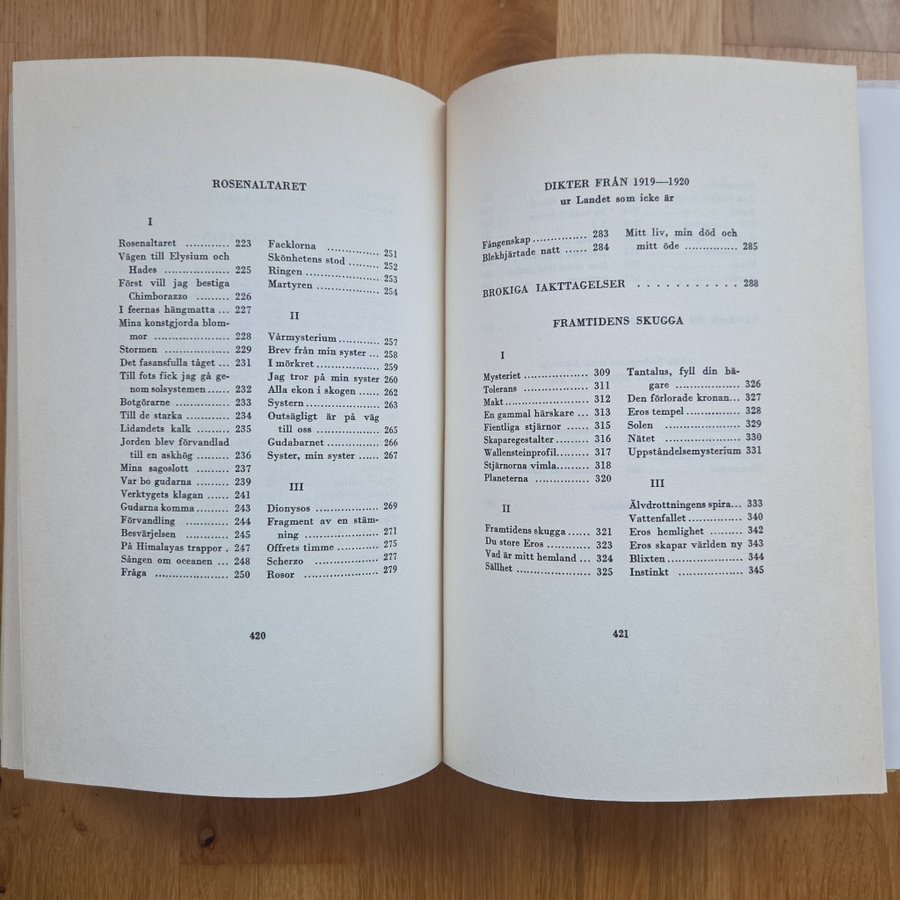 ROSENALTARET
I
Rosenaltaret ............ 223
Vägen till Elysium och
Hades .................. 225
Först vill jag bestiga
Chimborazo ......... 226
I feernas hängmatta ... 227
Mina konstgjorda blom-
mor .................... 228
Stormen ................ 229
Det fasansfulla tåget ... 231
Till fots fick jag gå ge-
nom solsystemen ...... 232
Botgörarne ............. 233
Till de starka .......... 234
Lidandets kalk ......... 235
Jorden blev förvandlad
till en askhög ......... 236
Mina sagoslott ......... 237
Var bo gudarna ........ 239
Verktygets klagan ...... 241
Gudarna komma ........ 243
Förvandling ............ 244
Besvärjelsen ............ 245
På Himalayas trappor . 247
Sången om oceanen ... 248
Fråga ................... 250
Facklorna ............... 251
Skönhetens stod ........ 252
Ringen .................. 253
Martyren ................ 254
II
Vårmysterium ........... 257
Brev från min syster ... 258
I mörkret ............... 259
Jag tror på min syster 260
Alla ekon i skogen ..... 262
Systern .................. 263
Outsägligt är på väg
till oss ................ 265
Gudabarnet ............. 266
Syster, min syster ...... 267
III
Dionysos ................ 269
Fragment av en stäm-
ning ................... 271
Offrets timme ........... 275
Scherzo ................. 277
Rosor ................... 279
420
DIKTER FRÅN 1919—1920
ur Landet som icke är
Fångenskap ............. 283
Blekhjärtade natt ...... 284
Mitt liv, min död och
mitt öde .............. 285
BROKIGA IAKTTAGELSER . . . . . . . . . . . 288
FRAMTIDENS SKUGGA
I
Mysteriet ................ 309
Tolerans ................. 311
Makt .................... 312
En gammal härskare ... 313
Fientliga stjärnor ...... 315
Skaparegestalter ........ 316
Wallensteinprofil........ 317
Stjärnorna vimla........ 318
Planeterna .............. 320
II
Framtidens skugga ...... 321
Du store Eros ........... 323
Vad är mitt hemland ... 324
Sällhet ................... 325
Tantalus, fyll din bä-
gare ................... 326
Den förlorade kronan... 327
Eros tempel ............. 328
Solen .................... 329
Nätet .................... 330
Uppståndelsemysterium 331
III
Älvdrottningens spira... 333
Vattenfallet .............. 340
Eros hemlighet ......... 342
Eros skapar världen ny 343
Blixten .................. 344
Instinkt ................. 345
421